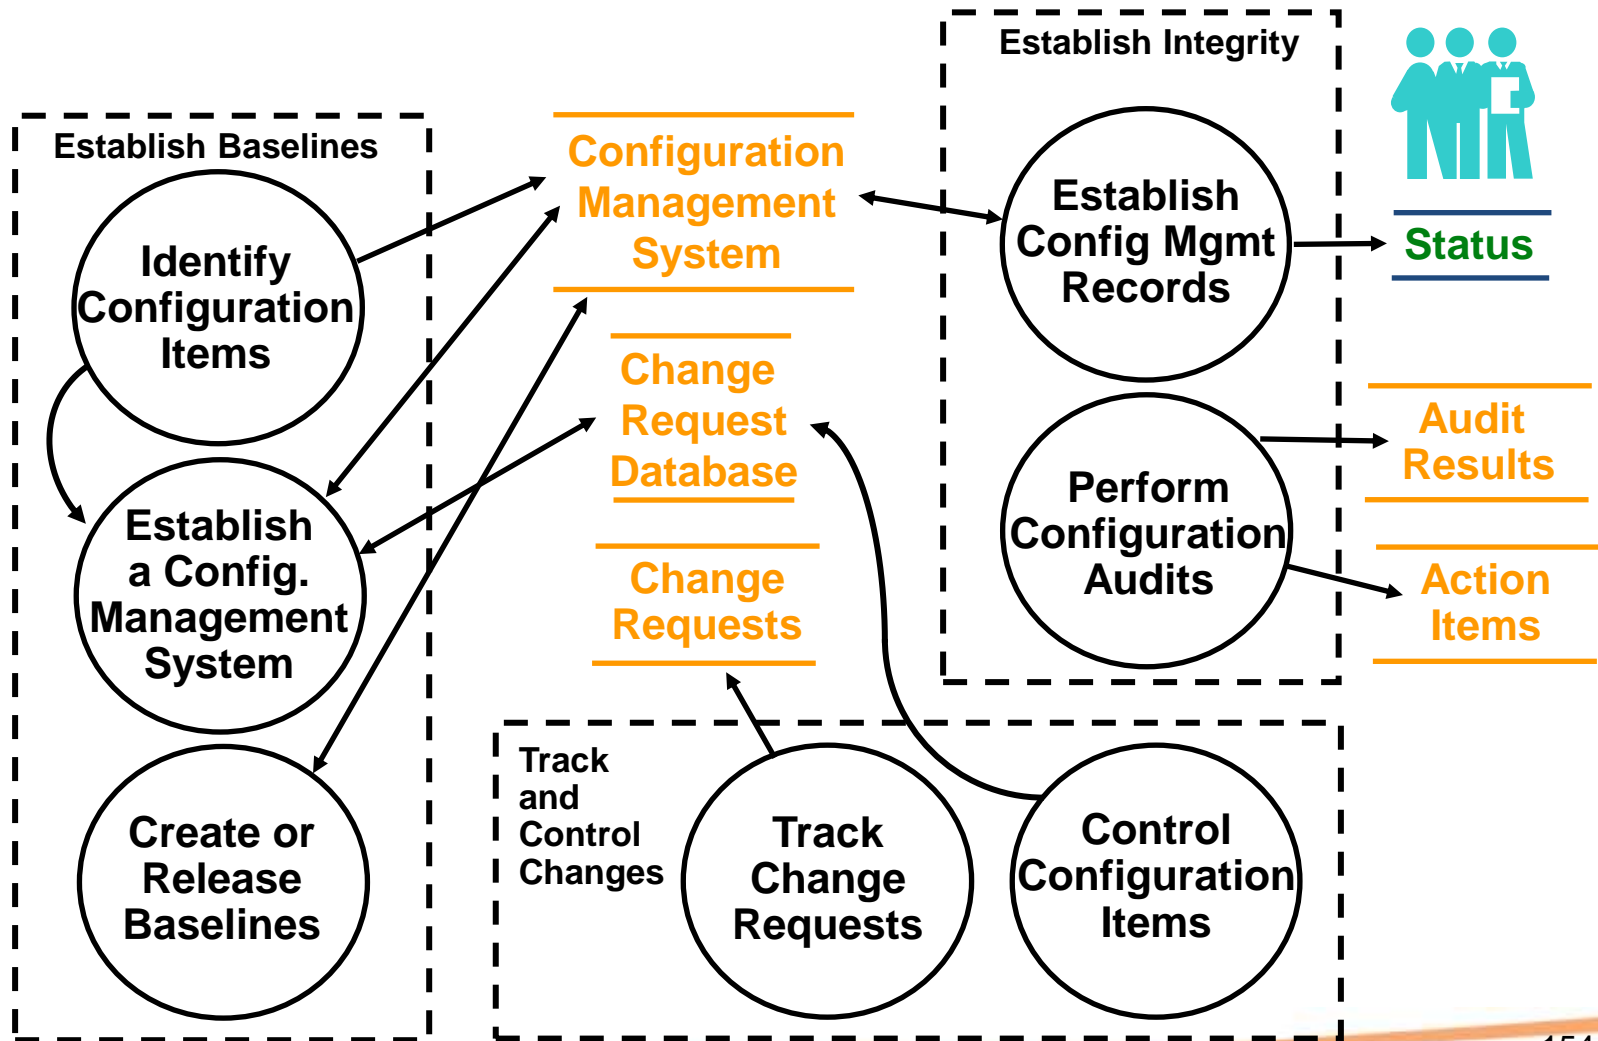 Establish Baselines
Identify
Configuration
Items
Establish
a Config.
Management
System
Create or
Release
Baselines
Configuration
Management
System
Change
Request
Database
Change
Requests
Establish Integrity
Establish
Config Mgmt
Records
Perform
Configuration
Audits
Status
Audit
Results
Action
Items
Track
and
Control
Changes
Track
Change
Requests
Control
Configuration
Items